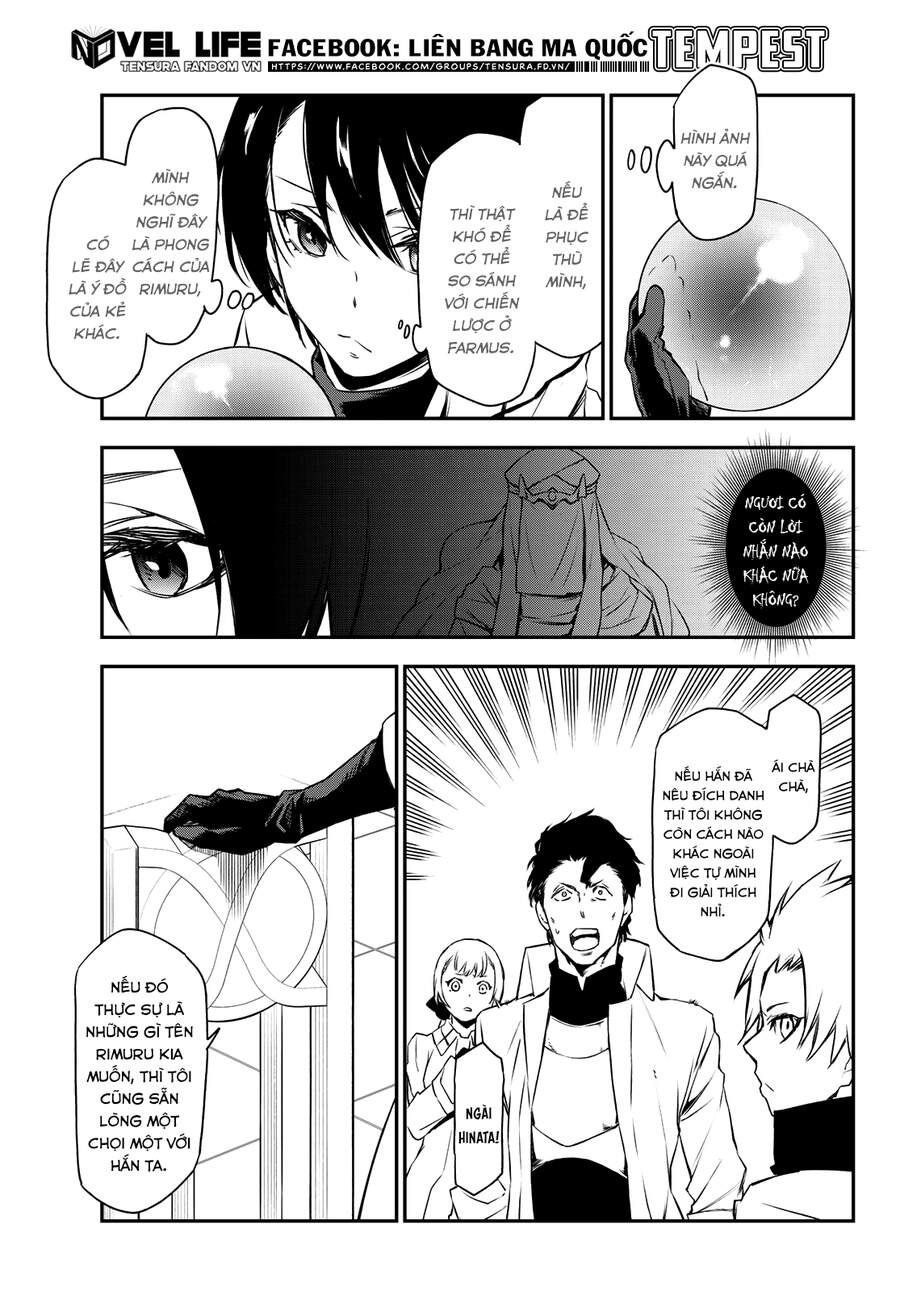 NOVEL LIFE
TENSURA FANDOM VN
FACEBOOK: LIÊN BANG MA QUỐC
HTTPS://WWW.FACEBOOK.COM/GROUPS/TENSURA.FD.VN/
TEMPEST
HÌNH ẢNH
NÀY QUÁ
NGẮN.
NẾU
LÀ ĐỂ
PHỤC
THÙ
MÌNH,
THÌ THẬT
KHÓ ĐỂ
CÓ THỂ
SO SÁNH
VỚI CHIẾN
LƯỢC Ở
FARMUS.
MÌNH
KHÔNG
NGHĨ ĐÂY
LÀ PHONG
CÁCH CỦA
RIMURU,
CÓ
LẼ ĐÂY
LÀ Ý ĐỒ
CỦA KẺ
KHÁC.
NGƯƠI CÓ
CÒN LỜI
NHẮN NÀO
KHÁC NỮA
KHÔNG?
ÁI CHÀ
CHÀ,
NẾU HẮN ĐÃ
NÊU ĐÍCH DANH
THÌ TÔI KHÔNG
CÒN CÁCH NÀO
KHÁC NGOÀI
VIỆC TỰ MÌNH
ĐI GIẢI THÍCH
NHỈ.
NGÀI
HINATA!
NẾU ĐÓ
THỰC SỰ LÀ
NHỮNG GÌ TÊN
RIMURU KIA
MUỐN, THÌ TÔI
CŨNG SẴN
LÒNG MỘT
CHỌI MỘT VỚI
HẮN TA.